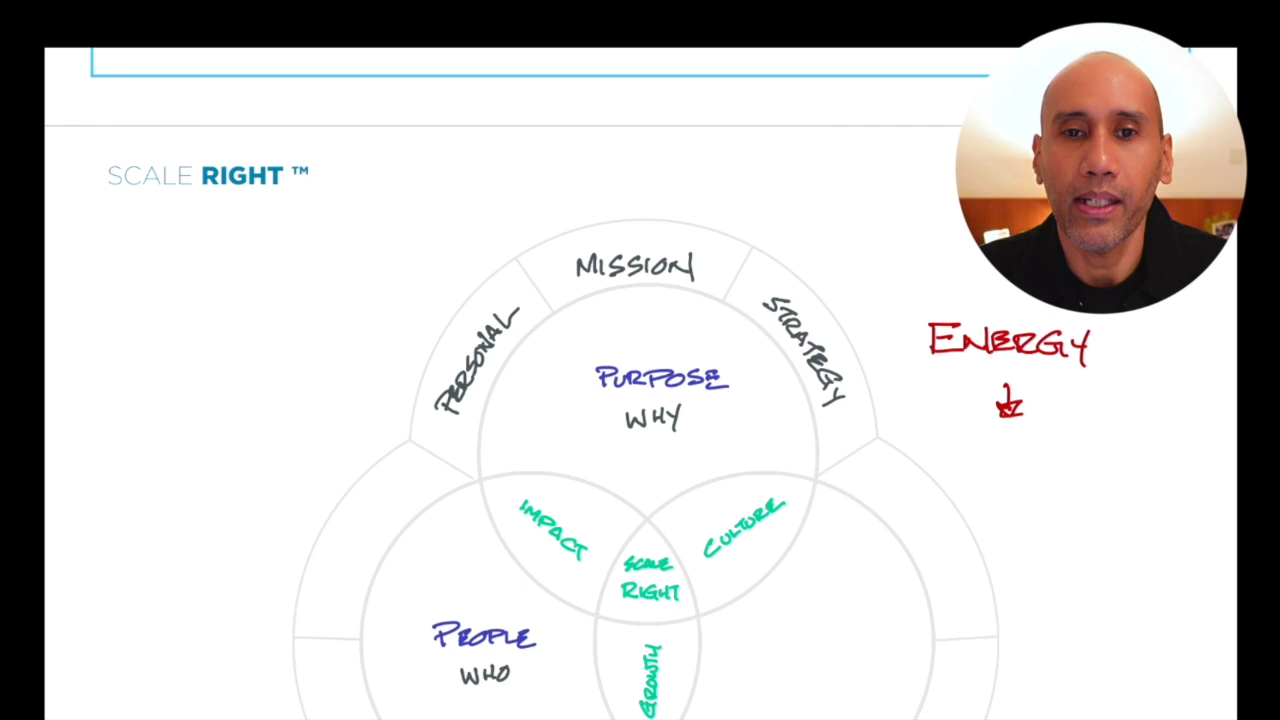 SCALE RIGHT ™
MISSION
PERSONAL
STRATEGY
ENERGY
PURPOSE
WHY
IMPACT
CULTURE
SCALE
RIGHT
PEOPLE
WHO
GROWTH